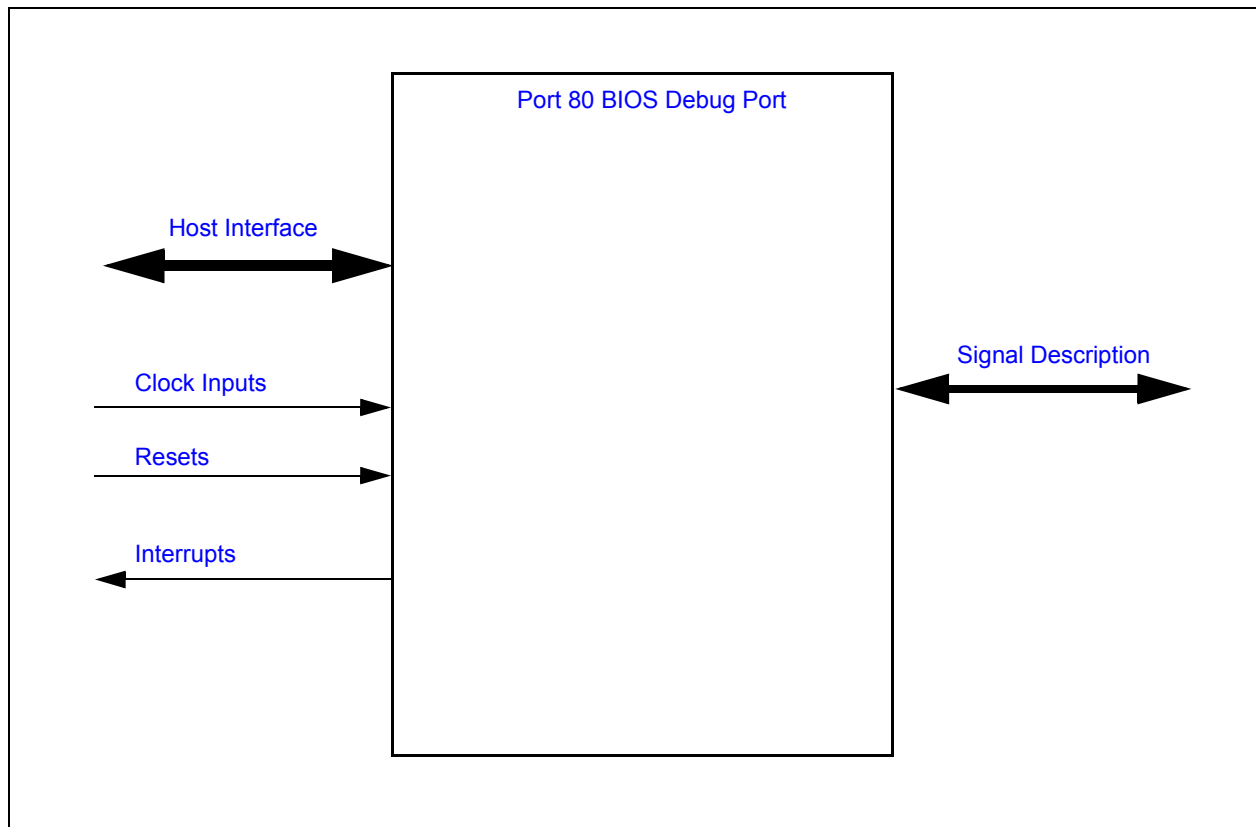 Port 80 BIOS Debug Port
Host Interface
Signal Description
Clock Inputs
Resets
Interrupts